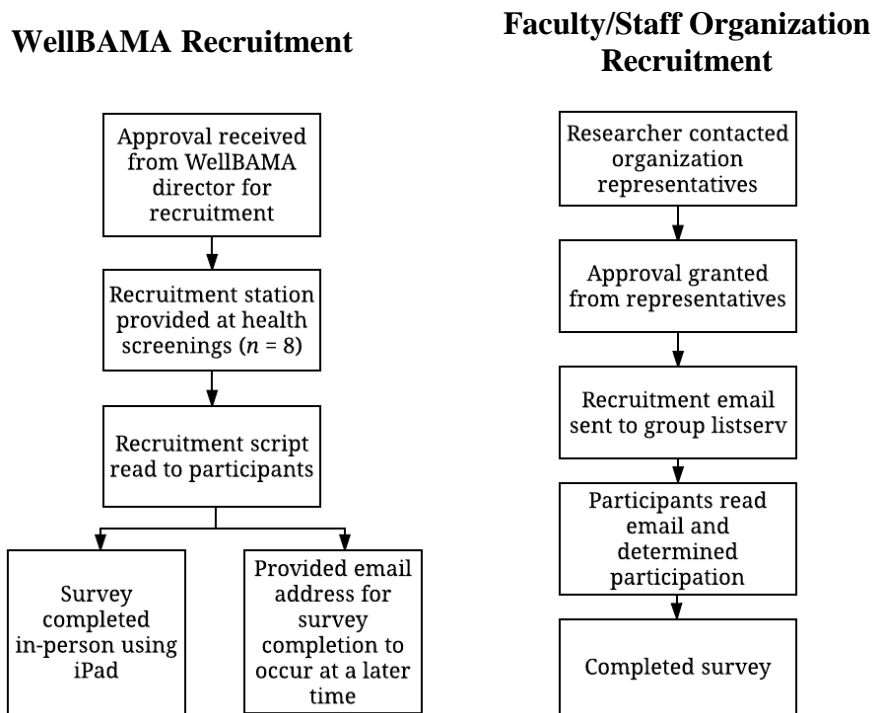 WellBAMA Recruitment
Approval received
from WellBAMA
director for
recruitment
Recruitment station
provided at health
screenings (n = 8)
Recruitment script
read to participants
Survey
completed
in-person using
iPad
Provided email
address for
survey
completion to
occur at a later
time
Faculty/Staff Organization
Recruitment
Researcher contacted
organization
representatives
Approval granted
from representatives
Recruitment email
sent to group listserv
Participants read
email and
determined
participation
Completed survey